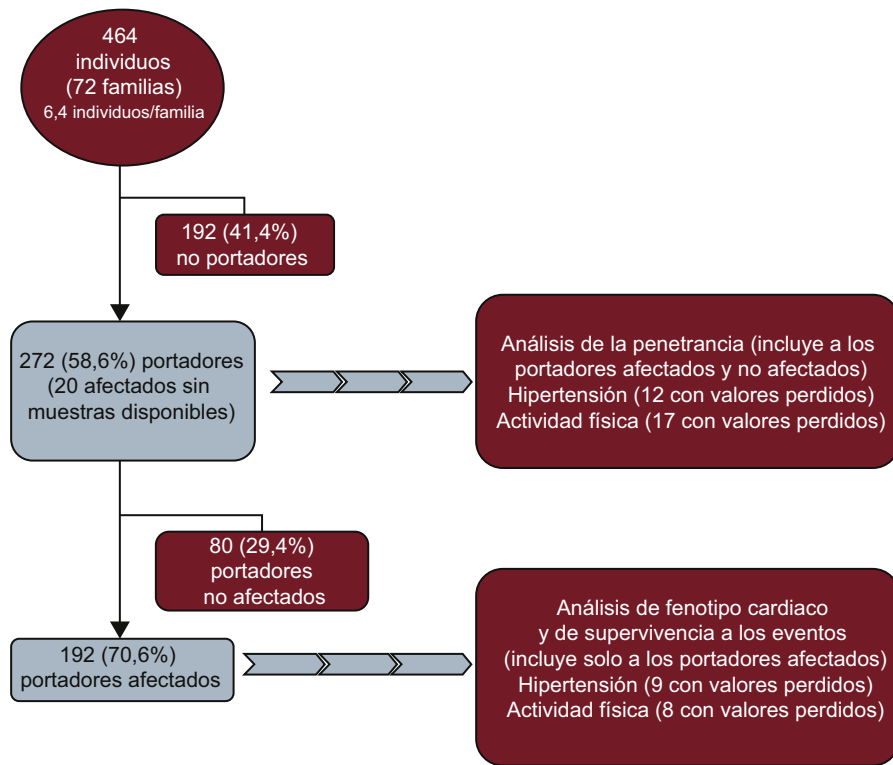 464
individuos
(72 familias)
6,4 individuos/familia
192 (41,4%)
no portadores
272 (58,6%) portadores
(20 afectados sin
muestras disponibles)
Análisis de la penetrancia (incluye a los
portadores afectados y no afectados)
Hipertensión (12 con valores perdidos)
Actividad física (17 con valores perdidos)
80 (29,4%)
portadores
no afectados
192 (70,6%)
portadores afectados
Análisis de fenotipo cardiaco
y de supervivencia a los eventos
(incluye solo a los portadores afectados)
Hipertensión (9 con valores perdidos)
Actividad física (8 con valores perdidos)